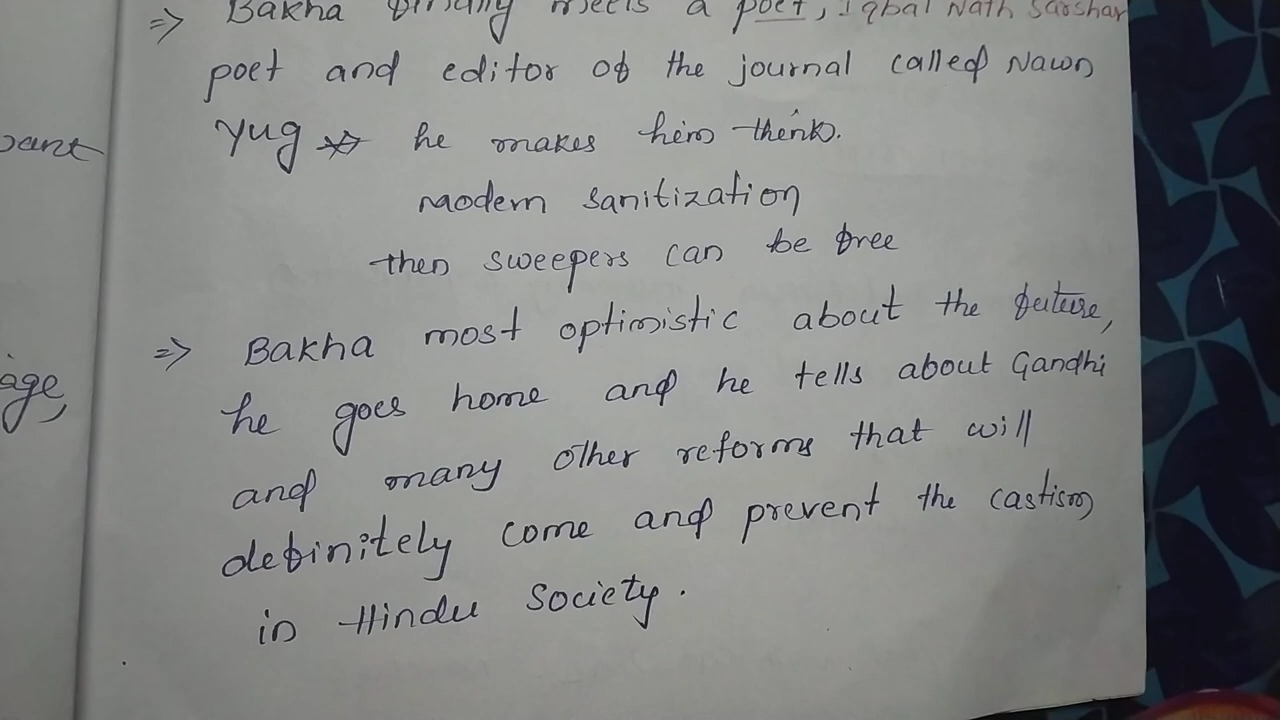 ⇒ Bakha finally meets a poet, Iqbal Nath Sarshar
poet and editor of the journal called Nawn
Yug ☆ he makes him think.
Modern sanitization
then sweepers can be free
⇒ Bakha most optimistic about the future,
he goes home and he tells about Gandhi
and many other reforms that will
definitely come and prevent the castism
in Hindu society.
age,